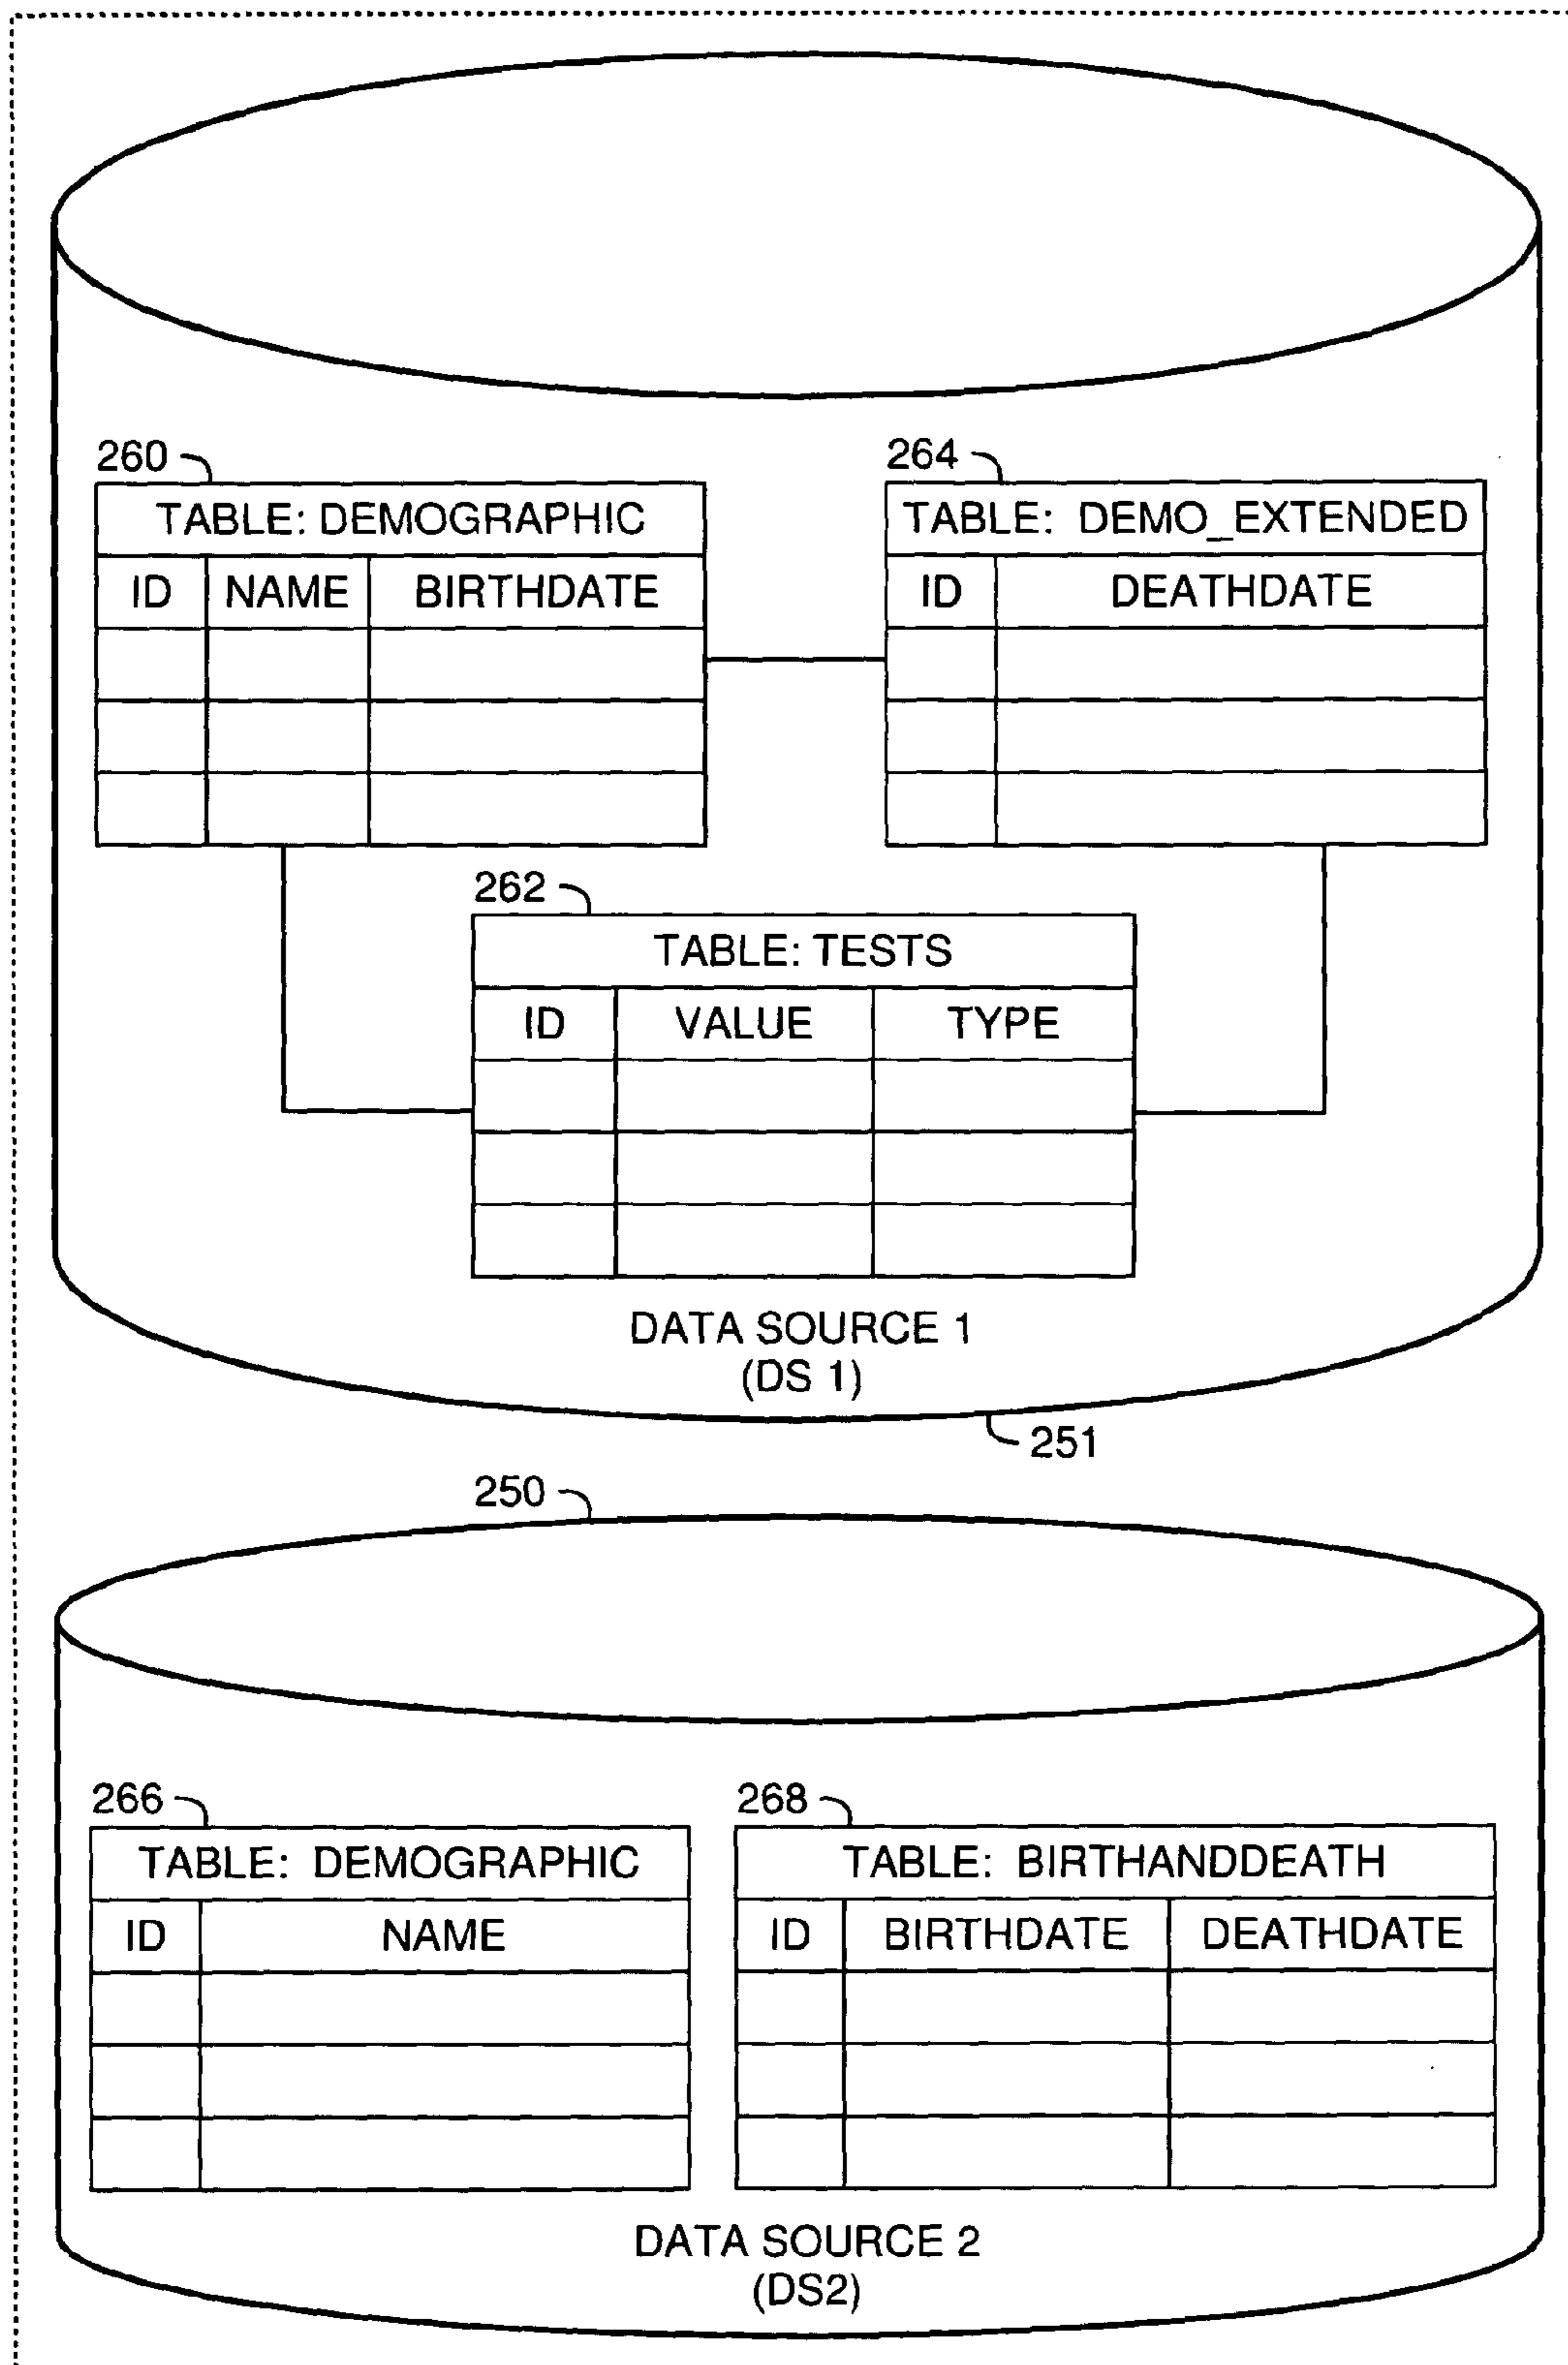 260
264
TABLE: DEMOGRAPHIC
TABLE: DEMO_EXTENDED
ID NAME BIRTHDATE
ID DEATHDATE
262
TABLE: TESTS
ID VALUE TYPE
DATA SOURCE 1
(DS 1)
251
250
266
268
TABLE: DEMOGRAPHIC
TABLE: BIRTHANDDEATH
ID NAME
ID BIRTHDATE DEATHDATE
DATA SOURCE 2
(DS2)